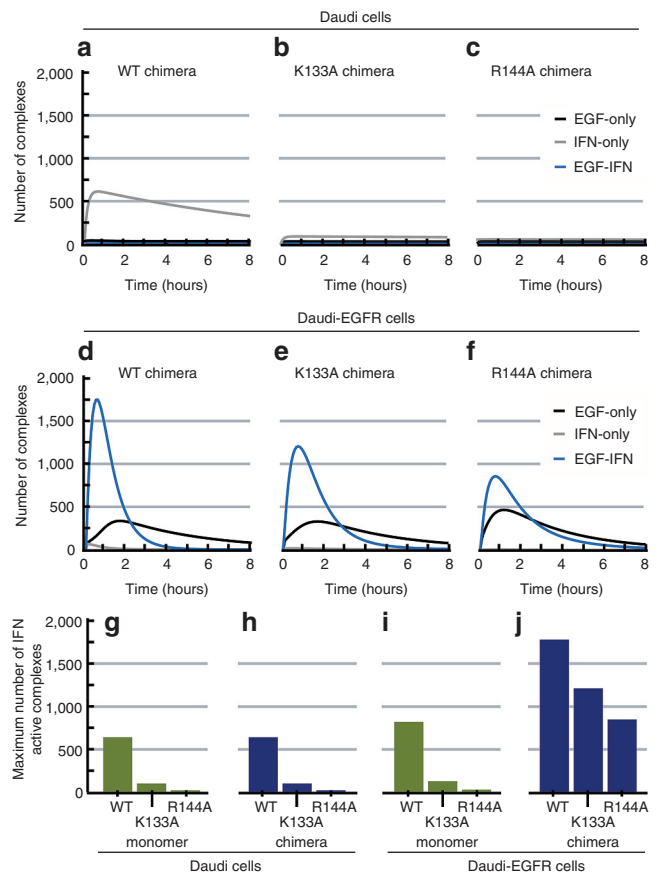 Daudi cells
a b c
WT chimera K133A chimera R144A chimera
Number of complexes
2,000
1,500
1,000
500
0
EGF-only
IFN-only
EGF-IFN
0 2 4 6 8 0 2 4 6 8 0 2 4 6 8
Time (hours) Time (hours) Time (hours)
Daudi-EGFR cells
d e f
WT chimera K133A chimera R144A chimera
Number of complexes
2,000
1,500
1,000
500
0
EGF-only
IFN-only
EGF-IFN
0 2 4 6 8 0 2 4 6 8 0 2 4 6 8
Time (hours) Time (hours) Time (hours)
g h i j
Maximum number of IFN
active complexes
2,000
1,500
1,000
500
0
WT R144A WT R144A WT R144A WT R144A
K133A K133A K133A K133A
monomer chimera monomer chimera
Daudi cells Daudi-EGFR cells